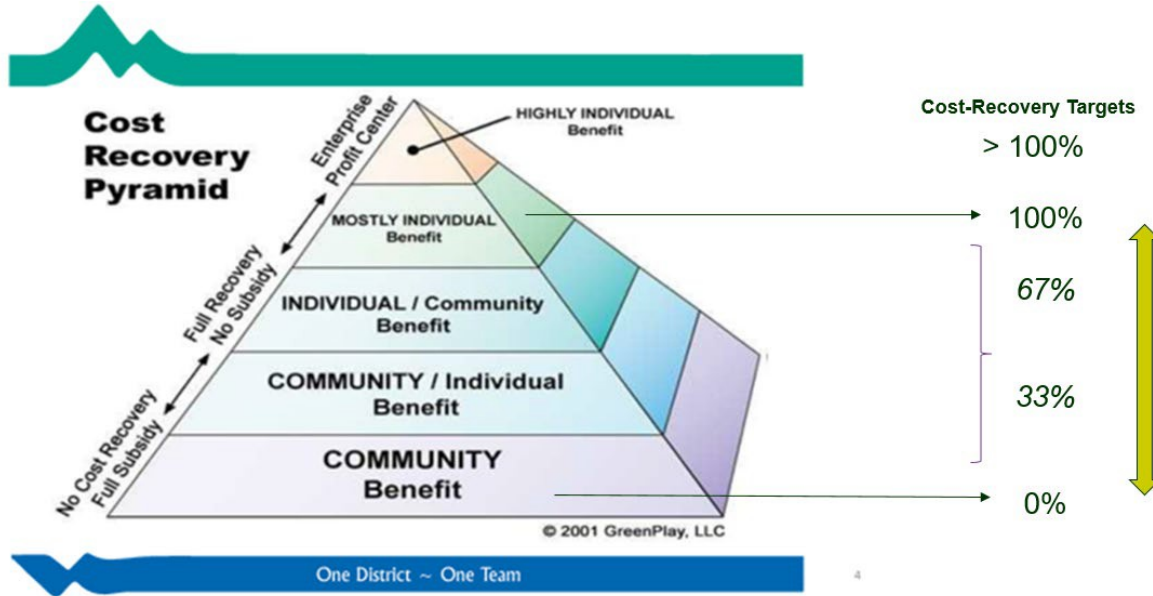 Cost
Recovery
Pyramid
Enterprise
Profit Center
Full Recovery
No Subsidy
No Cost Recovery
Full Subsidy
HIGHLY INDIVIDUAL
Benefit
MOSTLY INDIVIDUAL
Benefit
INDIVIDUAL / Community
Benefit
COMMUNITY / Individual
Benefit
COMMUNITY
Benefit
© 2001 GreenPlay, LLC
Cost-Recovery Targets
> 100%
100%
67%
33%
0%
One District ~ One Team
4